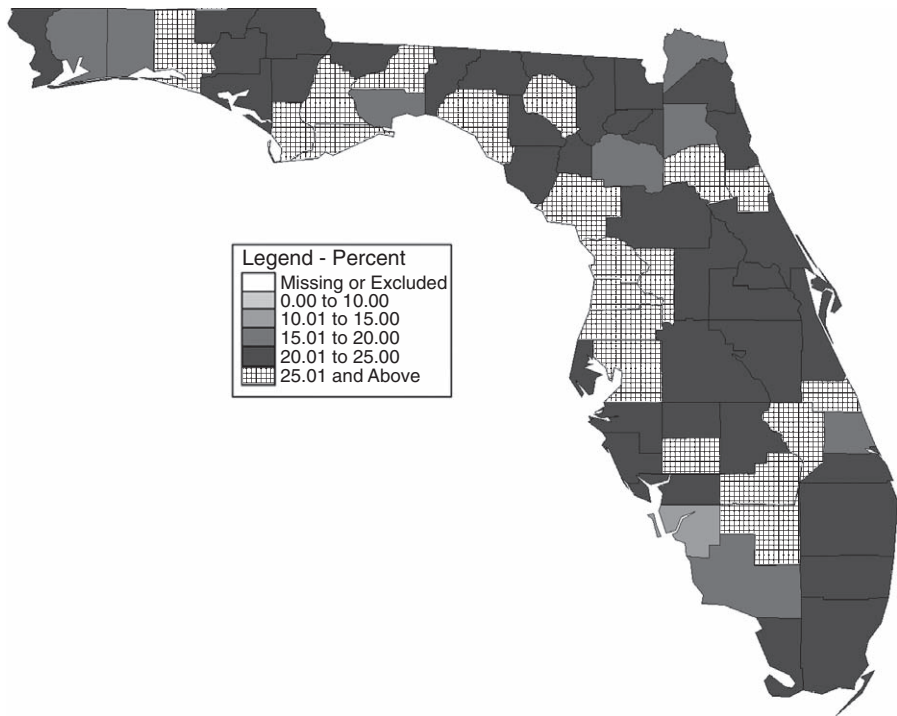 Legend - Percent
Missing or Excluded
0.00 to 10.00
10.01 to 15.00
15.01 to 20.00
20.01 to 25.00
25.01 and Above